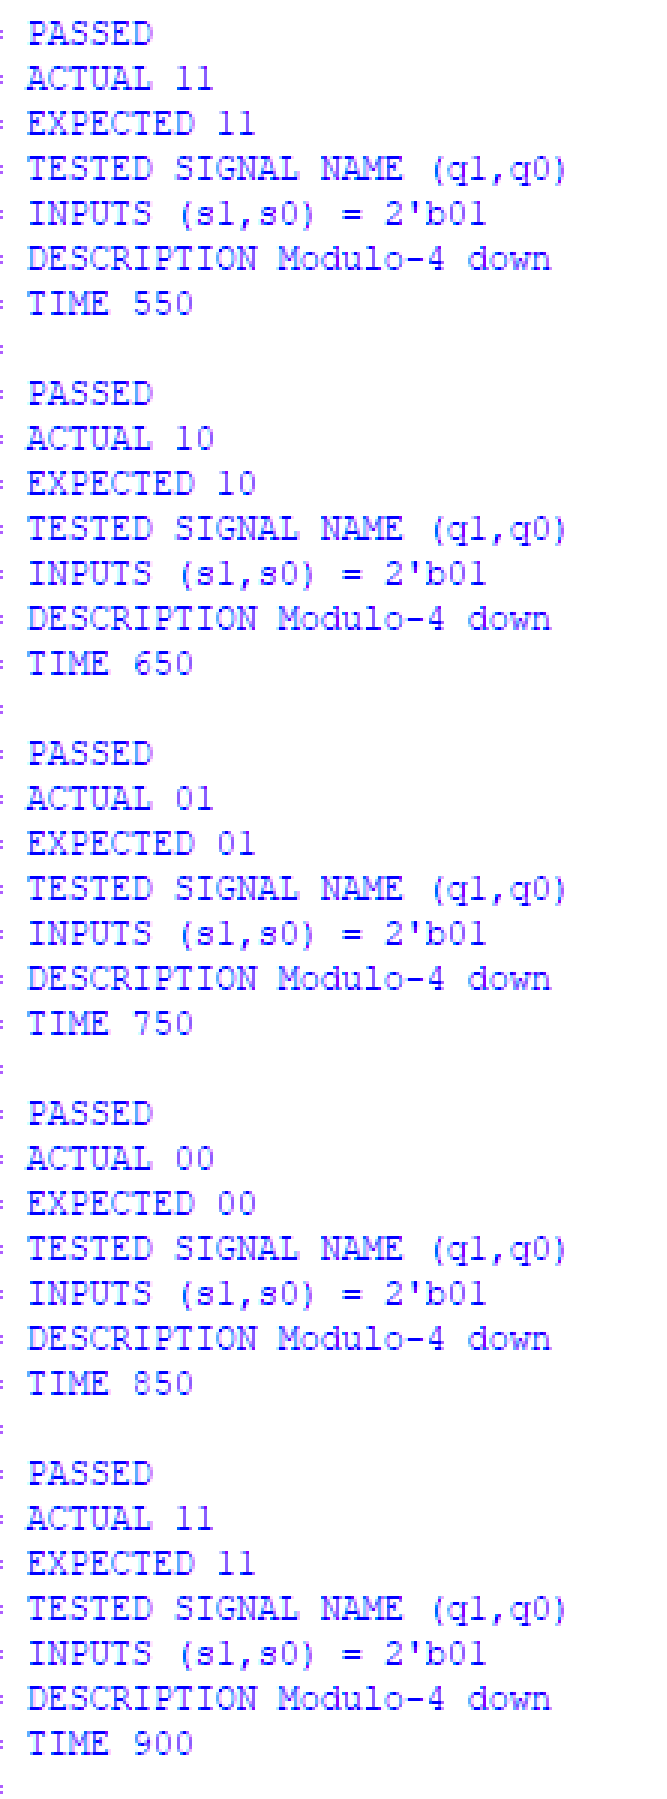 PASSED
ACTUAL 11
EXPECTED 11
TESTED SIGNAL NAME (q1,q0)
INPUTS (s1,s0) = 2'b01
DESCRIPTION Modulo-4 down
TIME 550

PASSED
ACTUAL 10
EXPECTED 10
TESTED SIGNAL NAME (q1,q0)
INPUTS (s1,s0) = 2'b01
DESCRIPTION Modulo-4 down
TIME 650

PASSED
ACTUAL 01
EXPECTED 01
TESTED SIGNAL NAME (q1,q0)
INPUTS (s1,s0) = 2'b01
DESCRIPTION Modulo-4 down
TIME 750

PASSED
ACTUAL 00
EXPECTED 00
TESTED SIGNAL NAME (q1,q0)
INPUTS (s1,s0) = 2'b01
DESCRIPTION Modulo-4 down
TIME 850

PASSED
ACTUAL 11
EXPECTED 11
TESTED SIGNAL NAME (q1,q0)
INPUTS (s1,s0) = 2'b01
DESCRIPTION Modulo-4 down
TIME 900